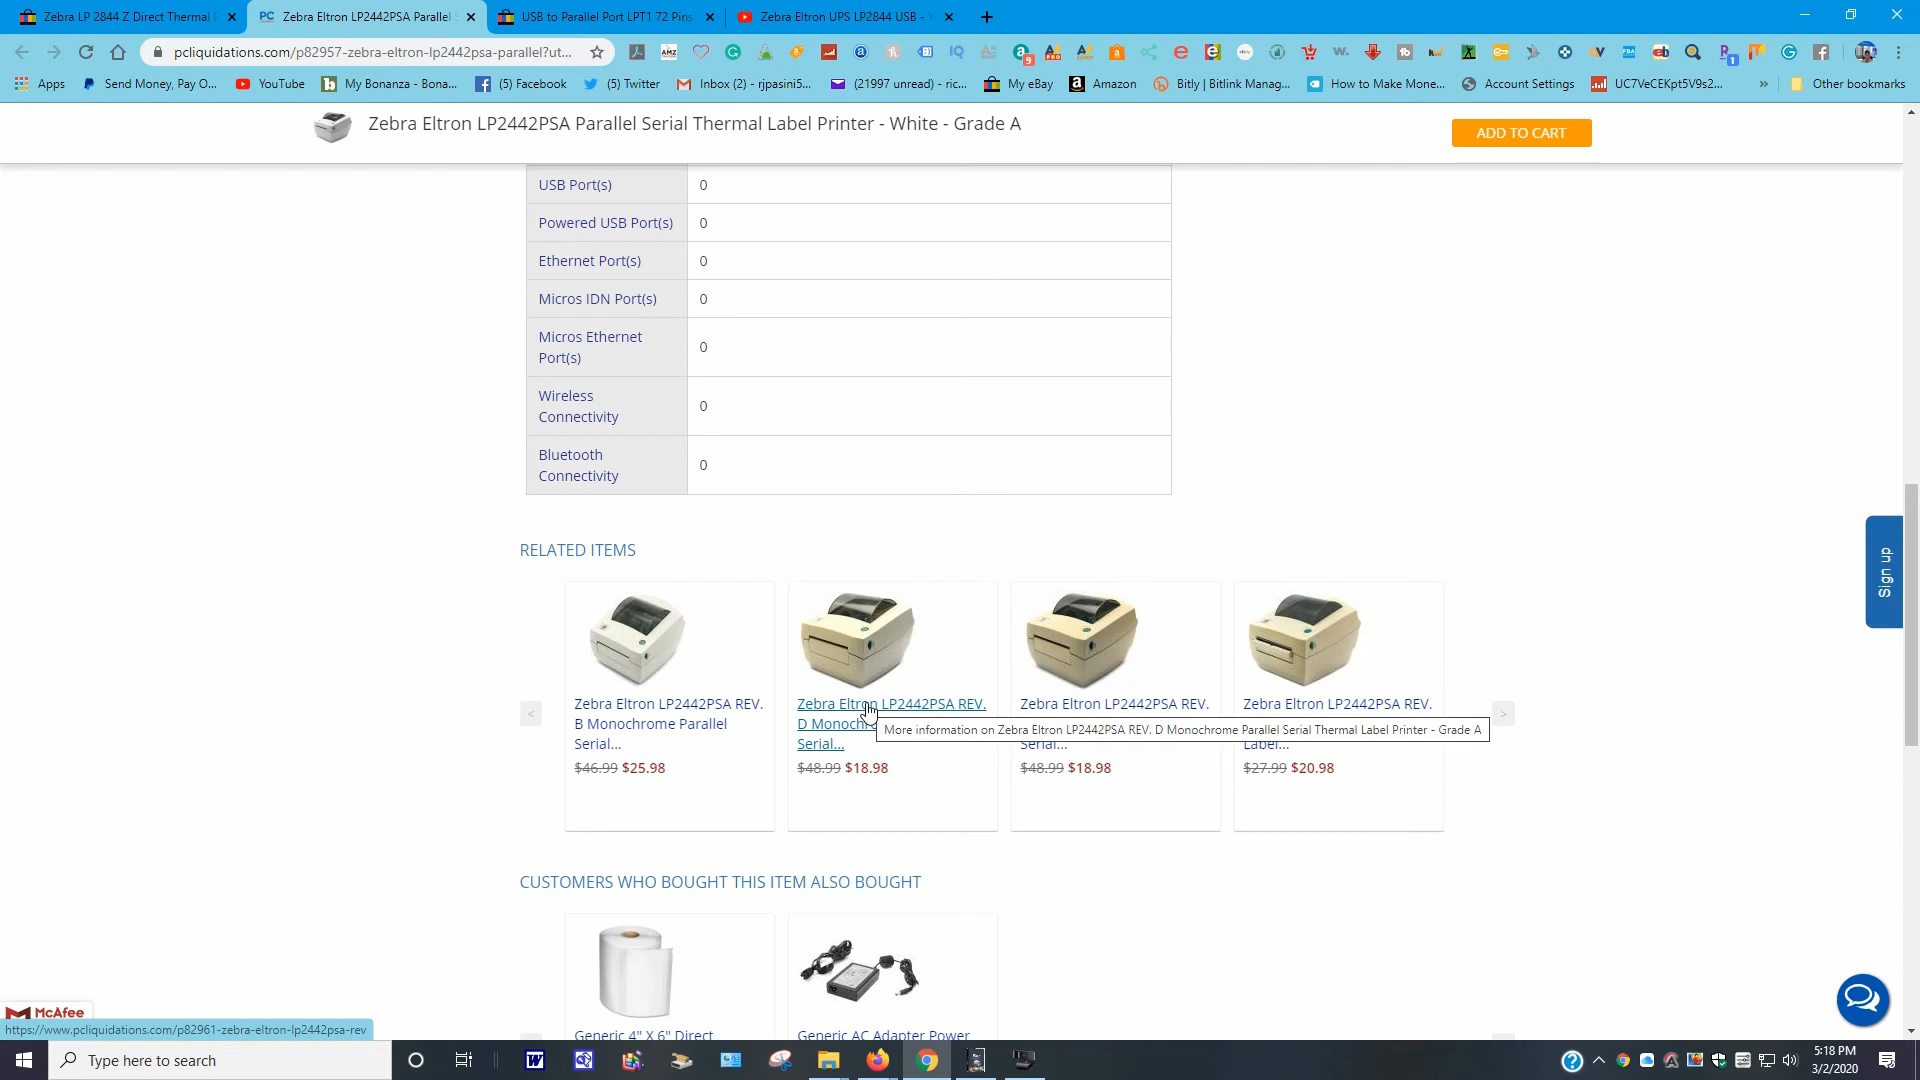 Zebra LP 2844 Z Direct Thermal
PC Zebra Eltron LP2442PSA Parallel
USB to Parallel Port LPT1 72 Pins
Zebra Eltron UPS LP2844 USB - Y
pcliquidations.com/p82957-zebra-eltron-lp2442psa-parallel?ut...
Apps
Send Money, Pay O...
YouTube
My Bonanza - Bona...
(5) Facebook
(5) Twitter
Inbox (2) - rjpasini5...
(21997 unread) - ric...
My eBay
Amazon
Bitly | Bitlink Manag...
How to Make Mone...
Account Settings
UC7VeCEKpt5V9s2...
»
Other bookmarks
Zebra Eltron LP2442PSA Parallel Serial Thermal Label Printer - White - Grade A
ADD TO CART
USB Port(s) 0
Powered USB Port(s) 0
Ethernet Port(s) 0
Micros IDN Port(s) 0
Micros Ethernet
Port(s) 0
Wireless
Connectivity 0
Bluetooth
Connectivity 0
Sign up
RELATED ITEMS
<
Zebra Eltron LP2442PSA REV.
B Monochrome Parallel
Serial...
$46.99 $25.98
Zebra Eltron LP2442PSA REV.
D Monoch
Serial...
$48.99 $18.98
Zebra Eltron LP2442PSA REV.
Serial...
$48.99 $18.98
Zebra Eltron LP2442PSA REV.
Label...
$27.99 $20.98
>
More information on Zebra Eltron LP2442PSA REV. D Monochrome Parallel Serial Thermal Label Printer - Grade A
CUSTOMERS WHO BOUGHT THIS ITEM ALSO BOUGHT
Generic 4" X 6" Direct
Generic AC Adapter Power
McAfee
https://www.pcliquidations.com/p82961-zebra-eltron-lp2442psa-rev
Type here to search
5:18 PM
3/2/2020